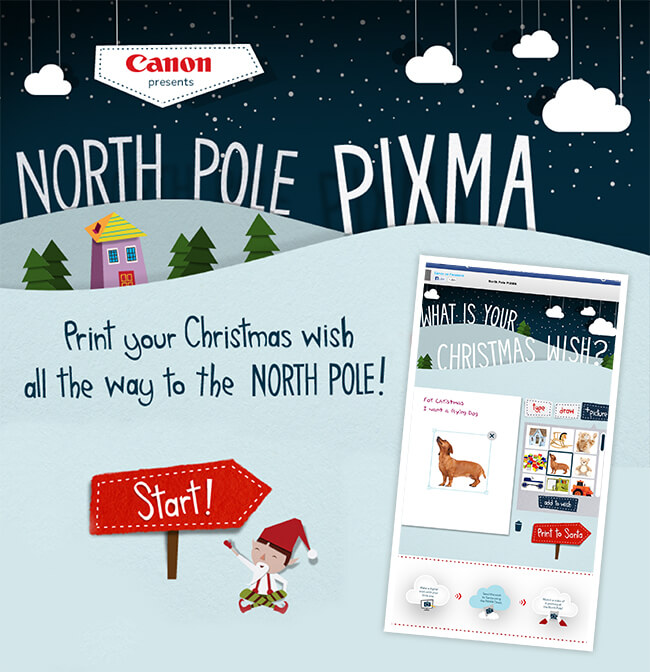 Canon
presents
NORTH POLE PIXMA
Print your Christmas wish
all the way to the NORTH POLE!
Start!
North Pole PIXMA
WHAT IS YOUR
CHRISTMAS WISH?
For Christmas
I want a flying Dog
type
draw
+picture
add to wish
Print to Santa